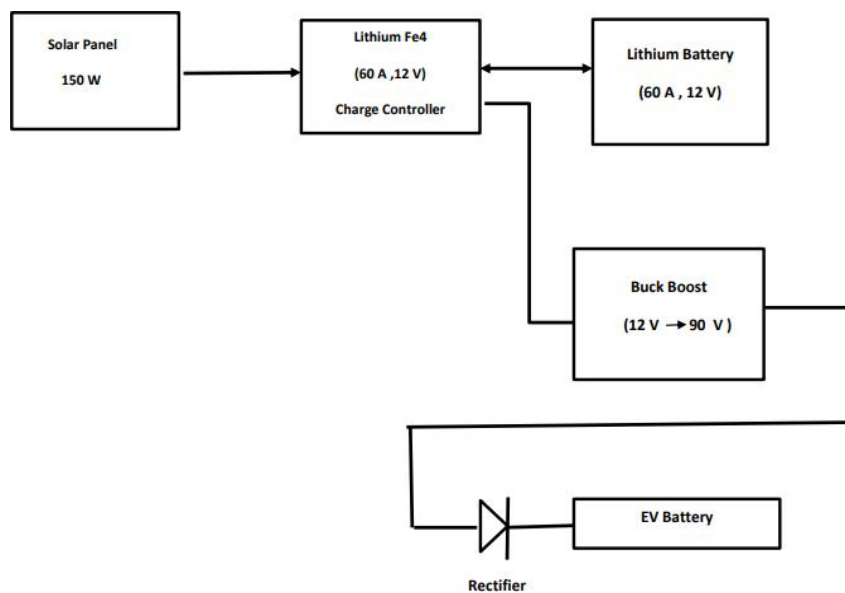 Solar Panel
150 W
Lithium Fe4
(60 A ,12 V)
Charge Controller
Lithium Battery
(60 A , 12 V)
Buck Boost
(12 V → 90 V )
EV Battery
Rectifier